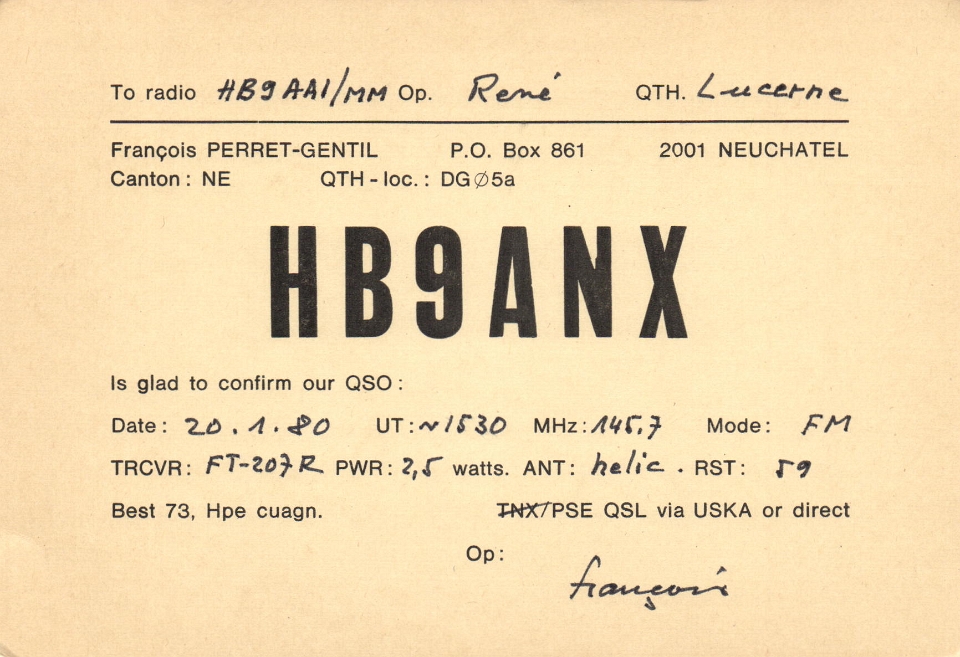 To radio HB9AAI/MM Op. René QTH. Lucerne
François PERRET-GENTIL P.O. Box 861 2001 NEUCHATEL
Canton: NE QTH-loc.: DGØ5a
HB9ANX
Is glad to confirm our QSO:
Date: 20.1.80 UT: ~1530 MHz: 145,7 Mode: FM
TRCVR: FT-207R PWR: 2,5 watts. ANT: helic. RST: 59
Best 73, Hpe cuagn. TNX/PSE QSL via USKA or direct
Op:
françois